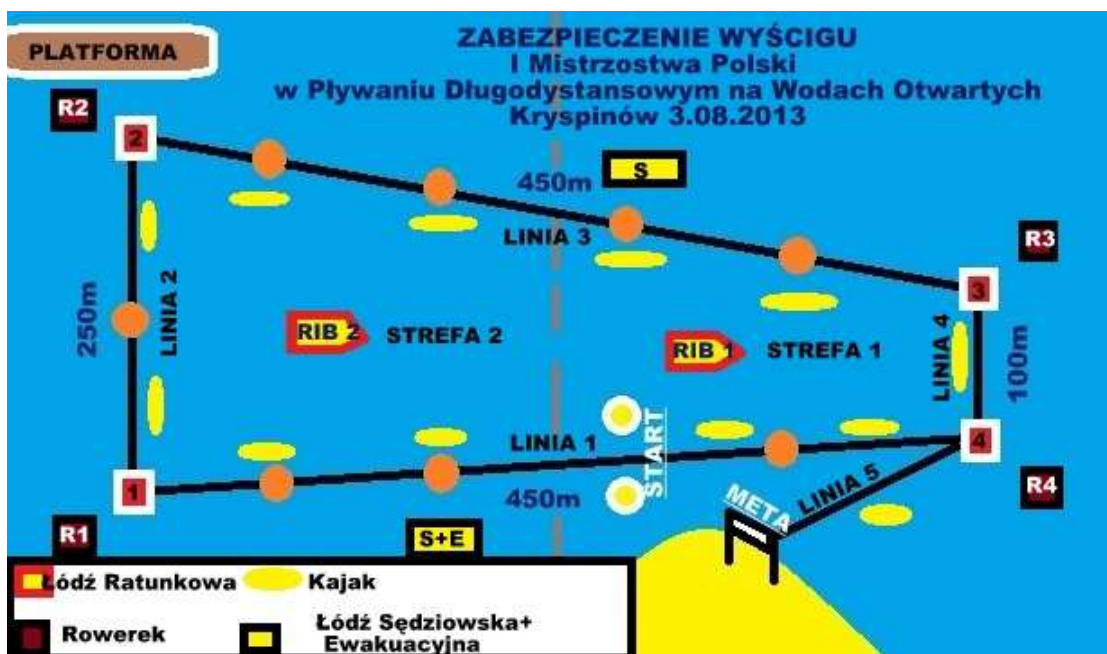 PLATFORMA
ZABEZPIECZENIE WYŚCIGU
I Mistrzostwa Polski
w Pływaniu Długodystansowym na Wodach Otwartych
Kryspinów 3.08.2013
R2
2
450m
S
LINIA 3
R3
3
250m
LINIA 2
RIB 2
STREFA 2
RIB 1
STREFA 1
LINIA 4
100m
LINIA 1
START
4
1
450m
META
LINIA 5
R4
R1
S+E
Łódź Ratunkowa
Kajak
Rowerek
Łódź Sędziowska+
Ewakuacyjna